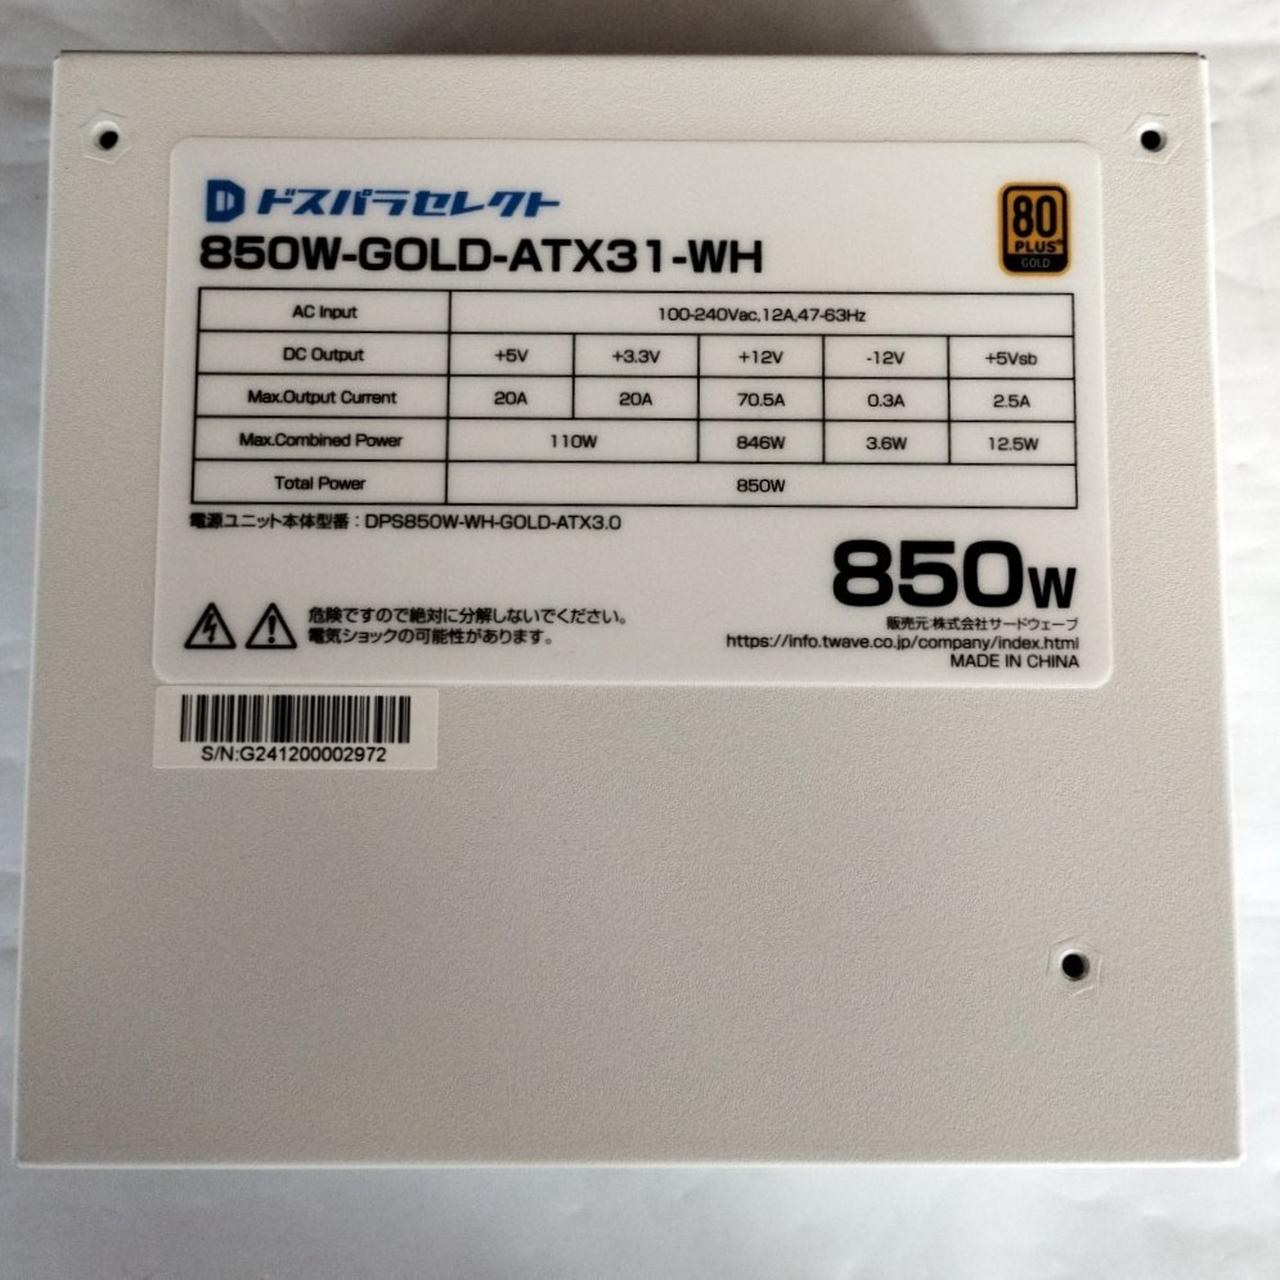 ドスパラセレクト
850W-GOLD-ATX31-WH
80 PLUS® GOLD
AC Input 100-240Vac,12A,47-63Hz
DC Output +5V +3.3V +12V -12V +5Vsb
Max.Output Current 20A 20A 70.5A 0.3A 2.5A
Max.Combined Power 110W 846W 3.6W 12.5W
Total Power 850W
電源ユニット本体型番：DPS850W-WH-GOLD-ATX3.0
850W
危険ですので絶対に分解しないでください。
電気ショックの可能性があります。
販売元:株式会社サードウェーブ
https://info.twave.co.jp/company/index.html
MADE IN CHINA
S/N:G241200002972